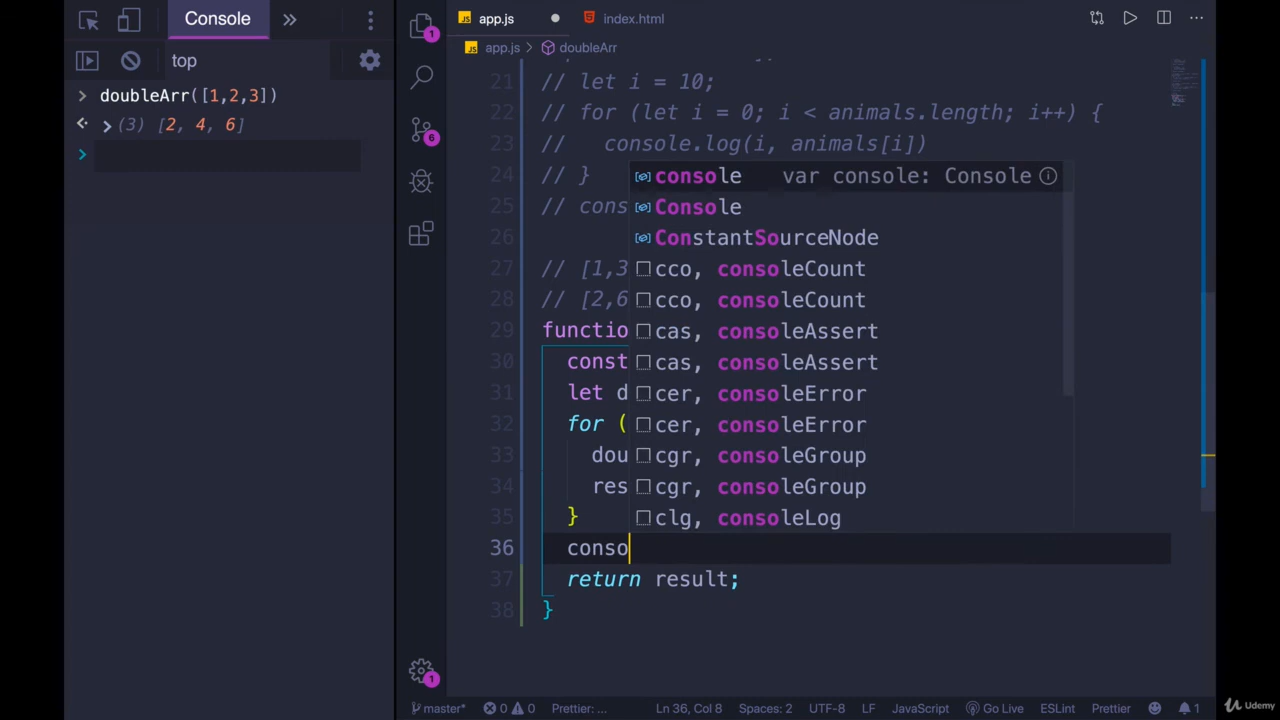 Console
top
doubleArr([1,2,3])
(3) [2, 4, 6]
1
6
1
JS app.js
index.html
JS app.js > doubleArr
21 // let i = 10;
22 // for (let i = 0; i < animals.length; i++) {
23 //   console.log(i, animals[i])
24 // }
25 // cons
26
27 // [1,3
28 // [2,6
29 functio
30 const
31 let d
32 for (
33 dou
34 res
35 }
36 conso
37 return result;
38 }
console var console: Console
Console
ConstantSourceNode
cco, consoleCount
cco, consoleCount
cas, consoleAssert
cas, consoleAssert
cer, consoleError
cer, consoleError
cgr, consoleGroup
cgr, consoleGroup
clg, consoleLog
master* 0 0 Prettier: ... Ln 36, Col 8 Spaces: 2 UTF-8 LF JavaScript Go Live ESLint Prettier 1
Udemy